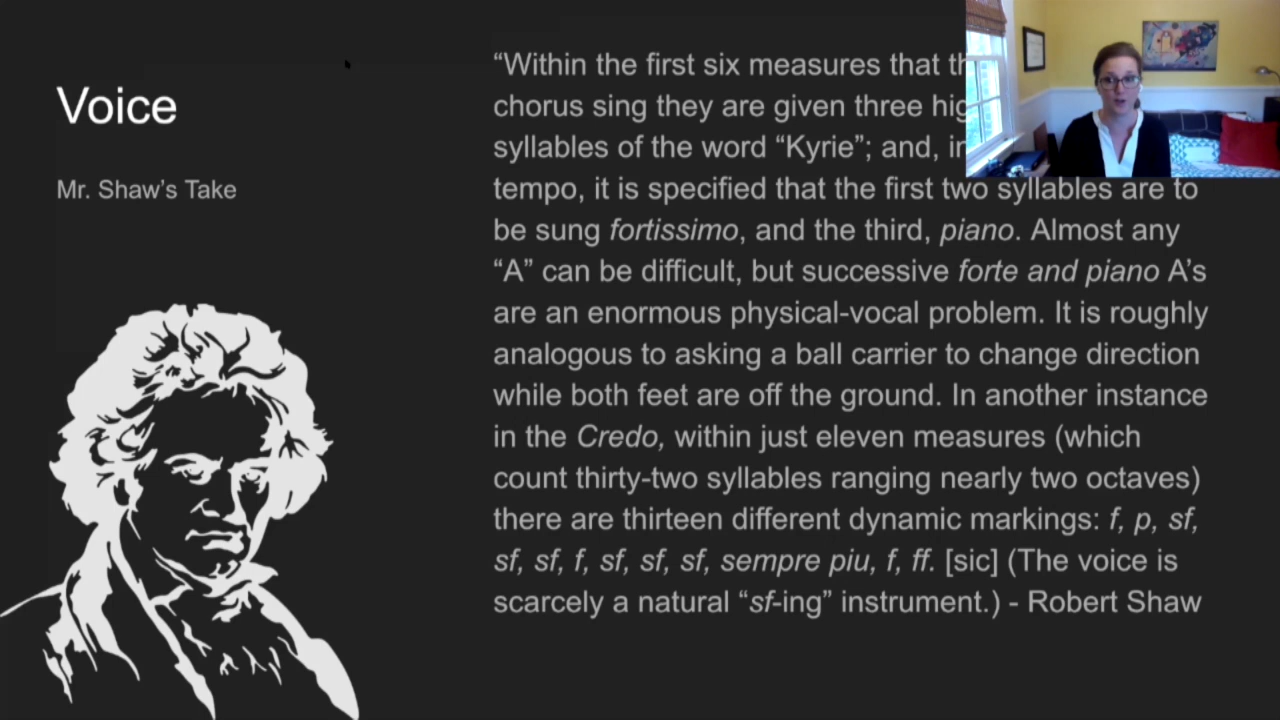 Voice
Mr. Shaw’s Take
“Within the first six measures that
chorus sing they are given three
syllables of the word “Kyrie”; and,
tempo, it is specified that the first two syllables are to
be sung fortissimo, and the third, piano. Almost any
“A” can be difficult, but successive forte and piano A’s
are an enormous physical-vocal problem. It is roughly
analogous to asking a ball carrier to change direction
while both feet are off the ground. In another instance
in the Credo, within just eleven measures (which
count thirty-two syllables ranging nearly two octaves)
there are thirteen different dynamic markings: f, p, sf,
sf, sf, f, sf, sf, sf, sempre piu, f, ff. [sic] (The voice is
scarcely a natural “sf-ing” instrument.) - Robert Shaw